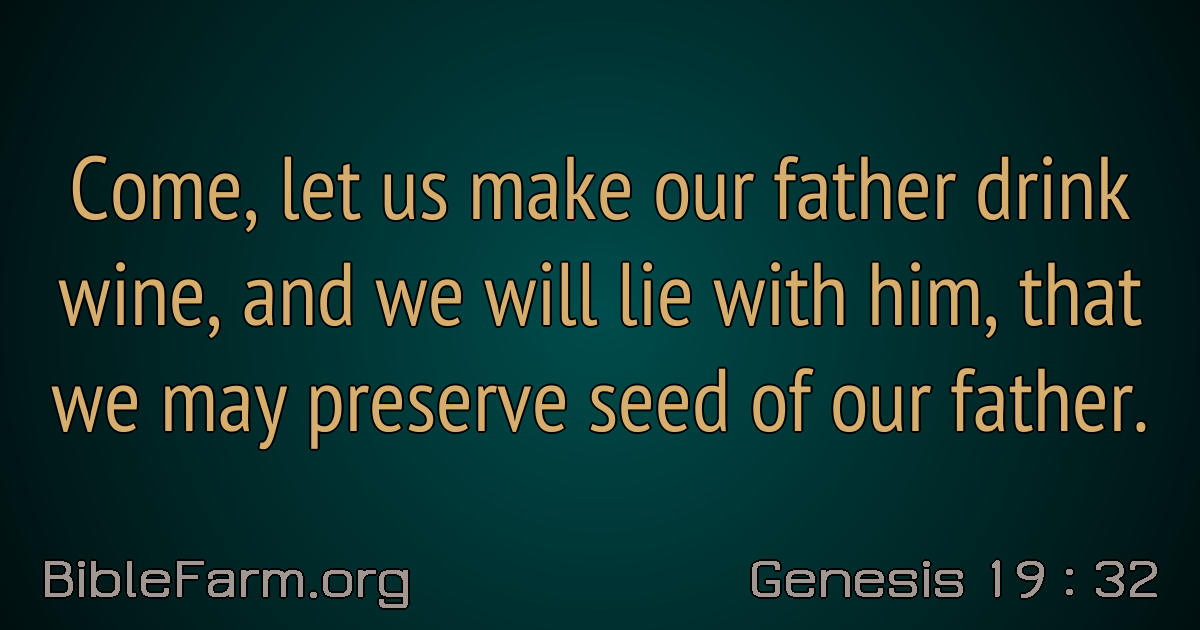 Come, let us make our father drink
wine, and we will lie with him, that
we may preserve seed of our father.
BibleFarm.org
Genesis 19 : 32